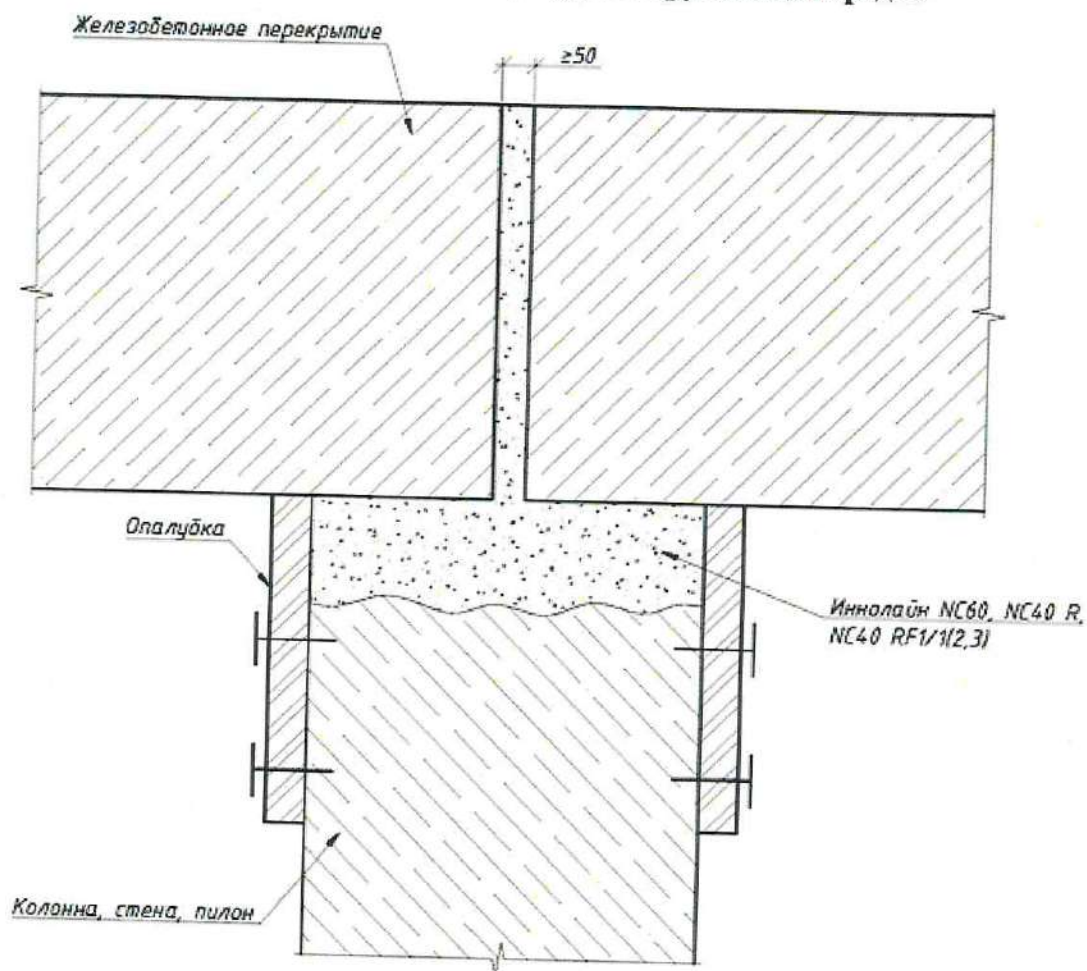 Железобетонное перекрытие
≥50
Опалубка
Иннолайн NC60, NC40 R,
NC40 RF1/1(2,3)
Колонна, стена, пилон